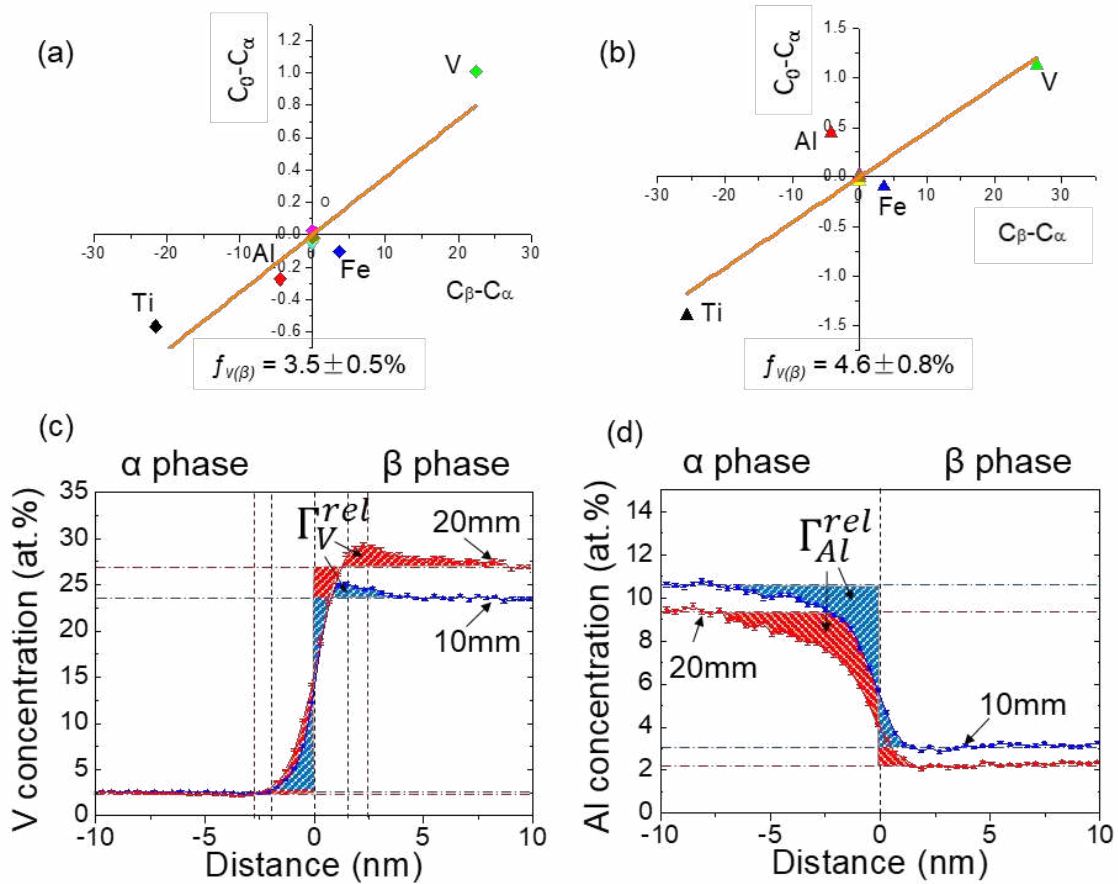 (a)
C₀-Cα
1.2
1.0
0.8
0.6
0.4
0.2
0.0
-0.2
-0.4
-0.6
-30
-20
-10
0
10
20
30
V
o
Al
Fe
Ti
Cβ-Cα
fv(β) = 3.5±0.5%
(b)
C₀-Cα
1.5
1.0
0.5
0.0
-0.5
-1.0
-1.5
-30
-20
-10
0
10
20
30
V
Al
Fe
Ti
Cβ-Cα
fv(β) = 4.6±0.8%
(c)
α phase
β phase
V concentration (at.%)
35
30
25
20
15
10
5
0
Γ_V^rel
20mm
10mm
-10
-5
0
5
10
Distance (nm)
(d)
α phase
β phase
Al concentration (at.%)
14
12
10
8
6
4
2
0
Γ_Al^rel
20mm
10mm
-10
-5
0
5
10
Distance (nm)